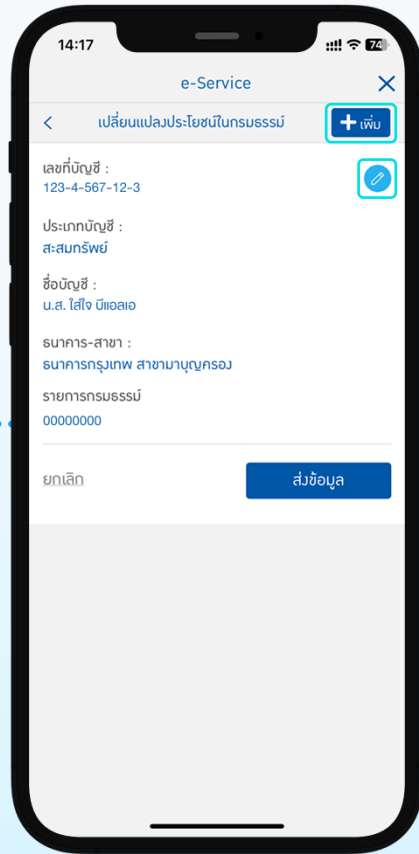 14:17
74
e-Service
เปลี่ยนแปลงประโยชน์ในกรมธรรม์
เพิ่ม
เลขที่บัญชี :
123-4-567-12-3
ประเภทบัญชี :
สะสมทรัพย์
ชื่อบัญชี :
น.ส. ใส่ใจ บีแอลเอ
ธนาคาร-สาขา :
ธนาคารกรุงเทพ สาขามาบุญครอง
รายการกรมธรรม์
00000000
ยกเลิก
ส่งข้อมูล